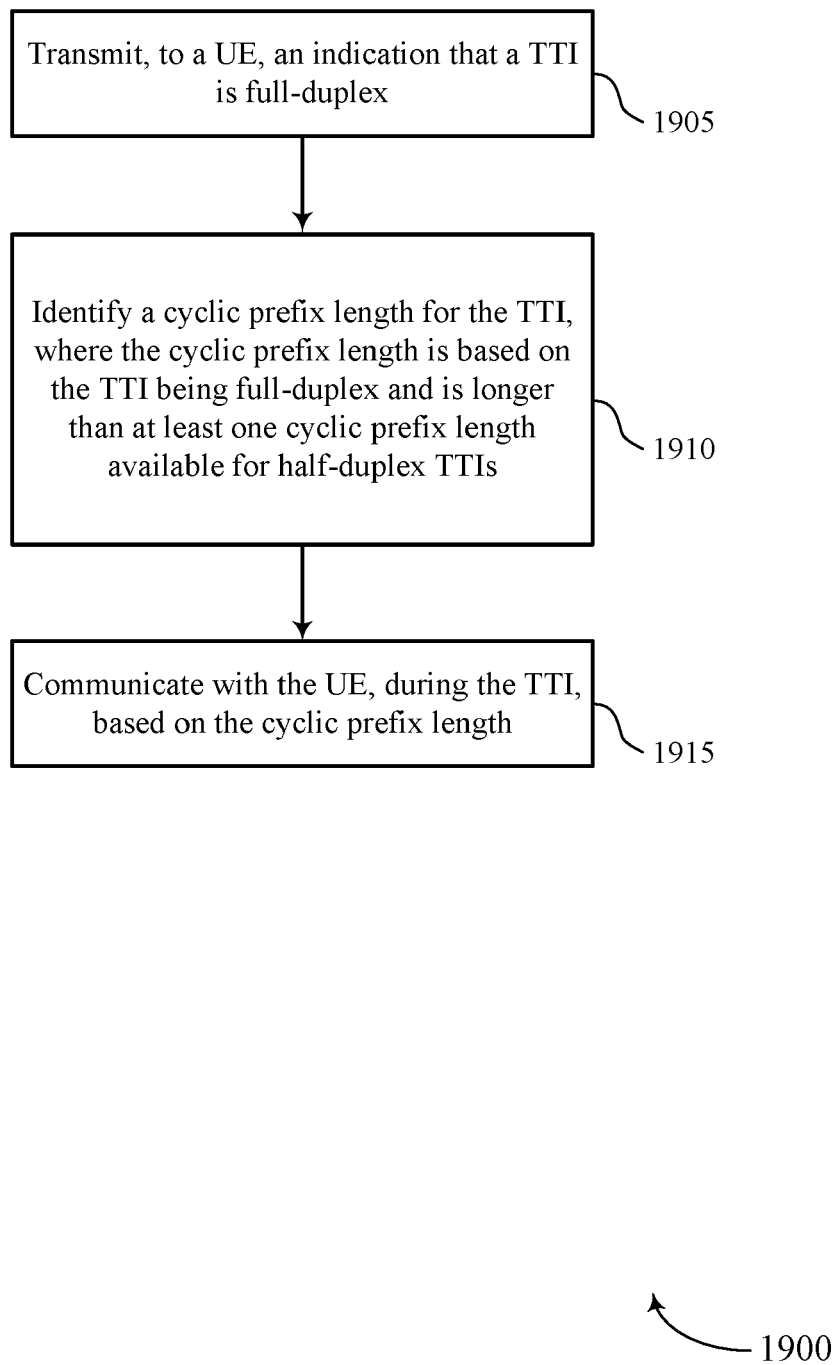 Transmit, to a UE, an indication that a TTI
is full-duplex
1905
Identify a cyclic prefix length for the TTI,
where the cyclic prefix length is based on
the TTI being full-duplex and is longer
than at least one cyclic prefix length
available for half-duplex TTIs
1910
Communicate with the UE, during the TTI,
based on the cyclic prefix length
1915
1900